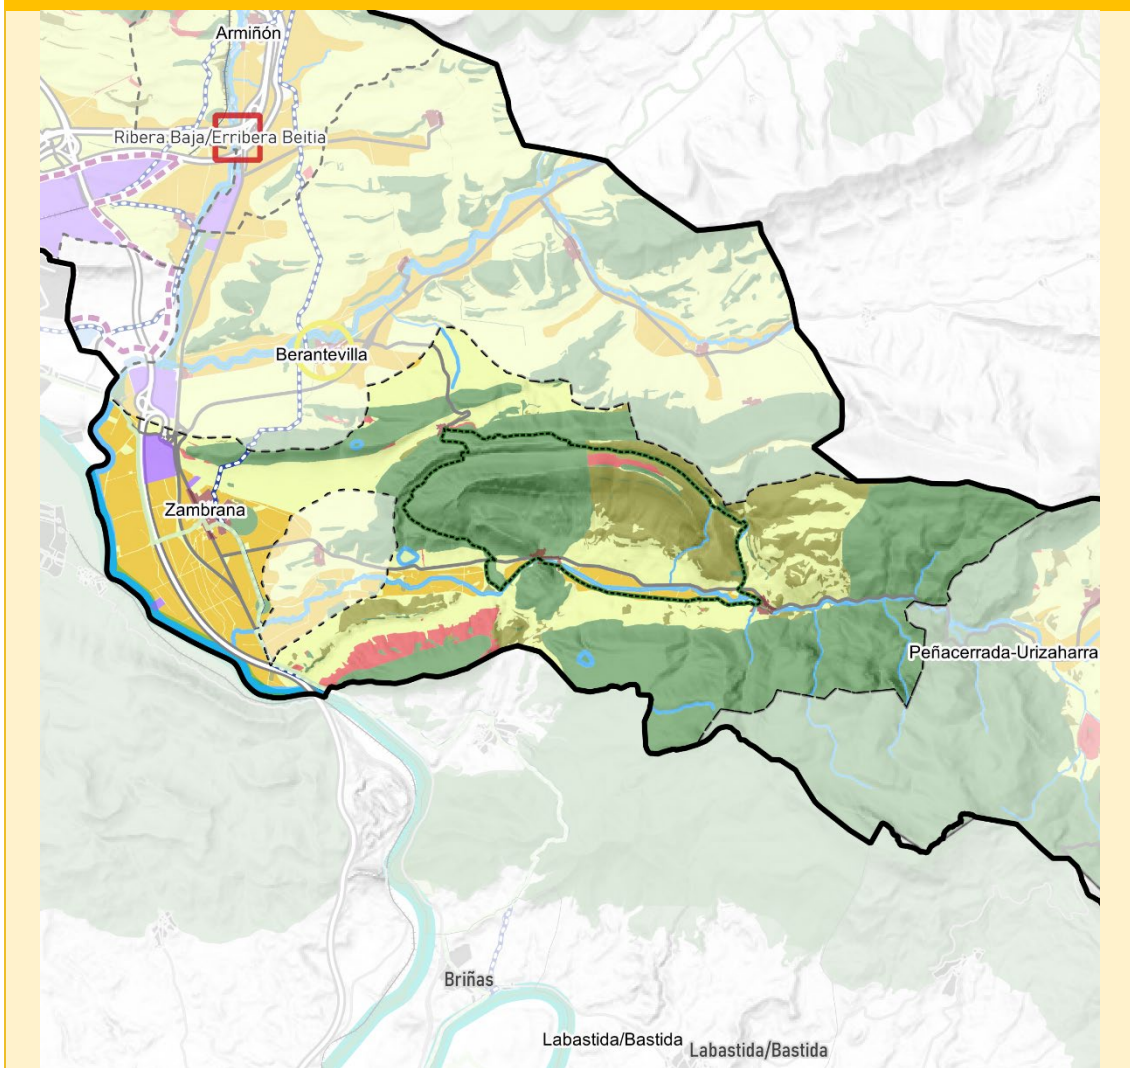 Armiñón
Ribera Baja/Erribera Beitia
Berantevilla
Zambrana
Peñacerrada-Urizaharra
Briñas
Labastida/Bastida
Labastida/Bastida